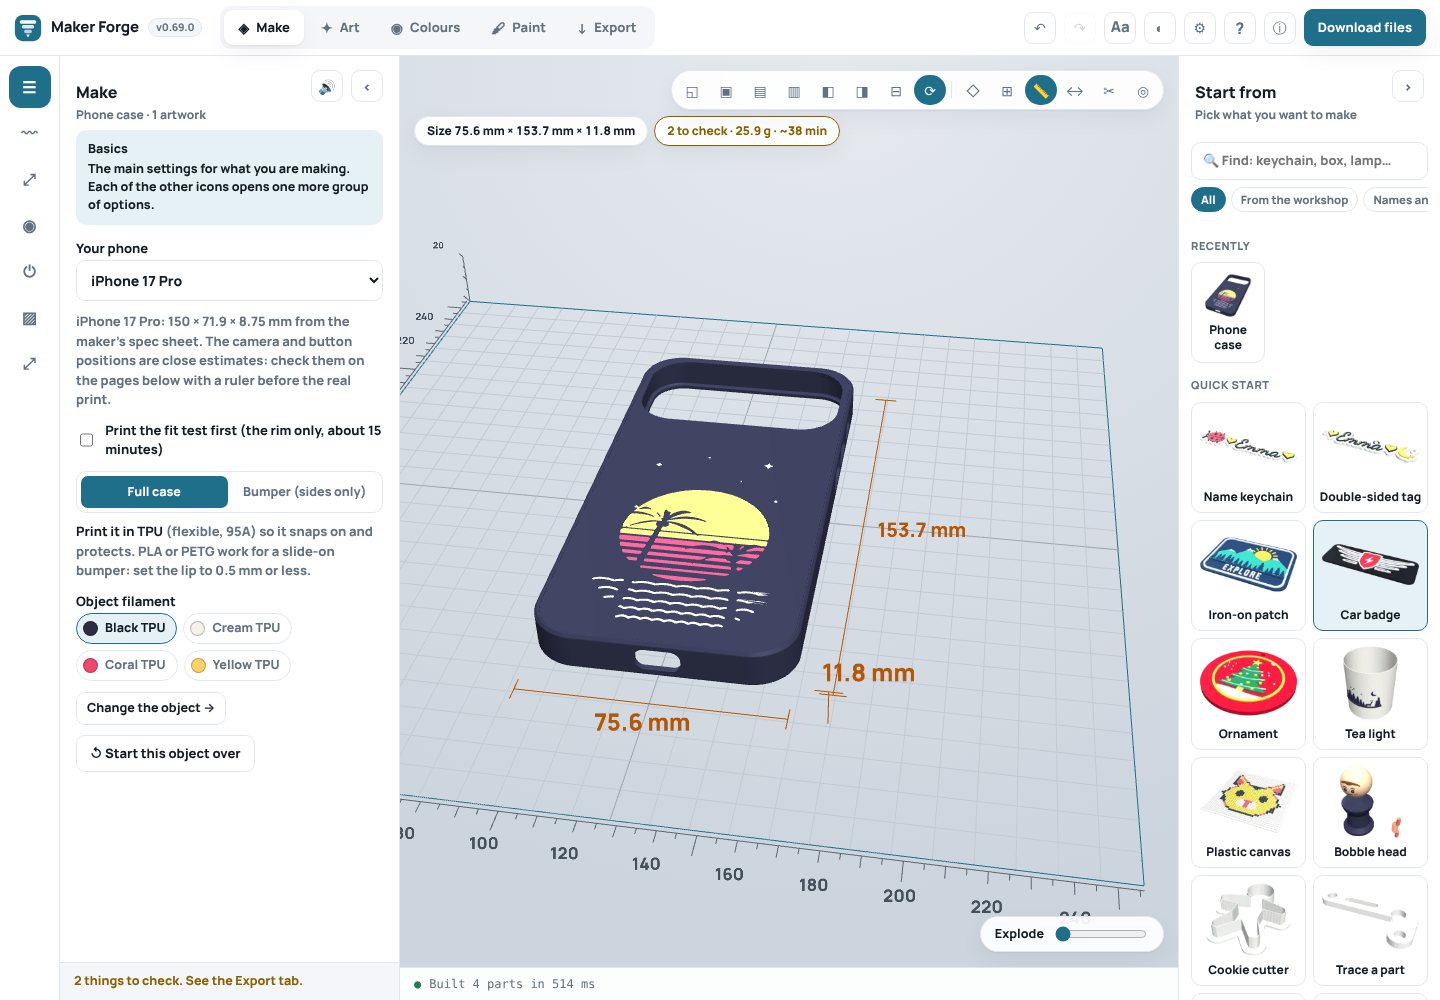 Maker Forge v0.69.0
Make Art Colours Paint Export
Aa ? Download files
Make
Phone case · 1 artwork
Basics
The main settings for what you are making.
Each of the other icons opens one more group
of options.
Your phone
iPhone 17 Pro
iPhone 17 Pro: 150 × 71.9 × 8.75 mm from the
maker's spec sheet. The camera and button
positions are close estimates: check them on
the pages below with a ruler before the real
print.
Print the fit test first (the rim only, about 15
minutes)
Full case Bumper (sides only)
Print it in TPU (flexible, 95A) so it snaps on and
protects. PLA or PETG work for a slide-on
bumper: set the lip to 0.5 mm or less.
Object filament
Black TPU Cream TPU
Coral TPU Yellow TPU
Change the object →
Start this object over
2 things to check. See the Export tab.
Size 75.6 mm × 153.7 mm × 11.8 mm
2 to check · 25.9 g · ~38 min
20
240
220
153.7 mm
11.8 mm
75.6 mm
80
100
120
140
160
180
200
220
240
Explode
Built 4 parts in 514 ms
Start from
Pick what you want to make
Find: keychain, box, lamp…
All From the workshop Names an
RECENTLY
Phone
case
QUICK START
Emma
Name keychain
Emma
Double-sided tag
EXPLORE
Iron-on patch
Car badge
Ornament
Tea light
Plastic canvas
Bobble head
Cookie cutter
Trace a part